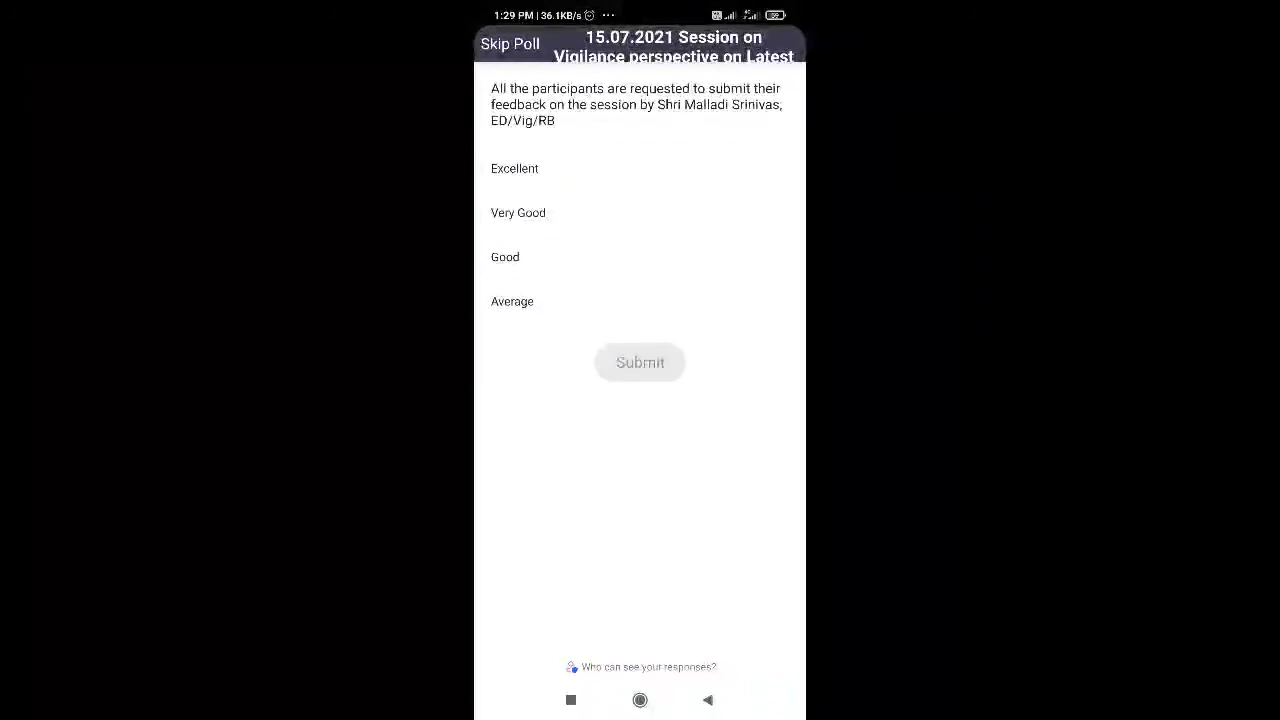 1:29 PM | 36.1KB/s
59
Skip Poll
15.07.2021 Session on
Vigilance perspective on Latest
All the participants are requested to submit their
feedback on the session by Shri Malladi Srinivas,
ED/Vig/RB
Excellent
Very Good
Good
Average
Submit
Who can see your responses?